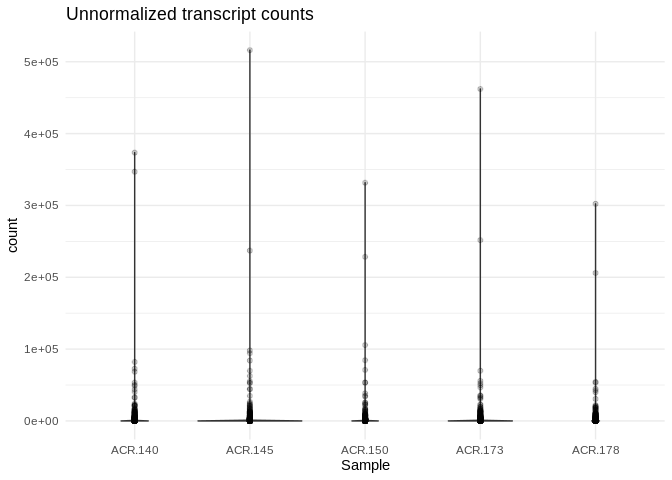 Unnormalized transcript counts
5e+05
4e+05
3e+05
2e+05
1e+05
0e+00
count
ACR.140 ACR.145 ACR.150 ACR.173 ACR.178
Sample